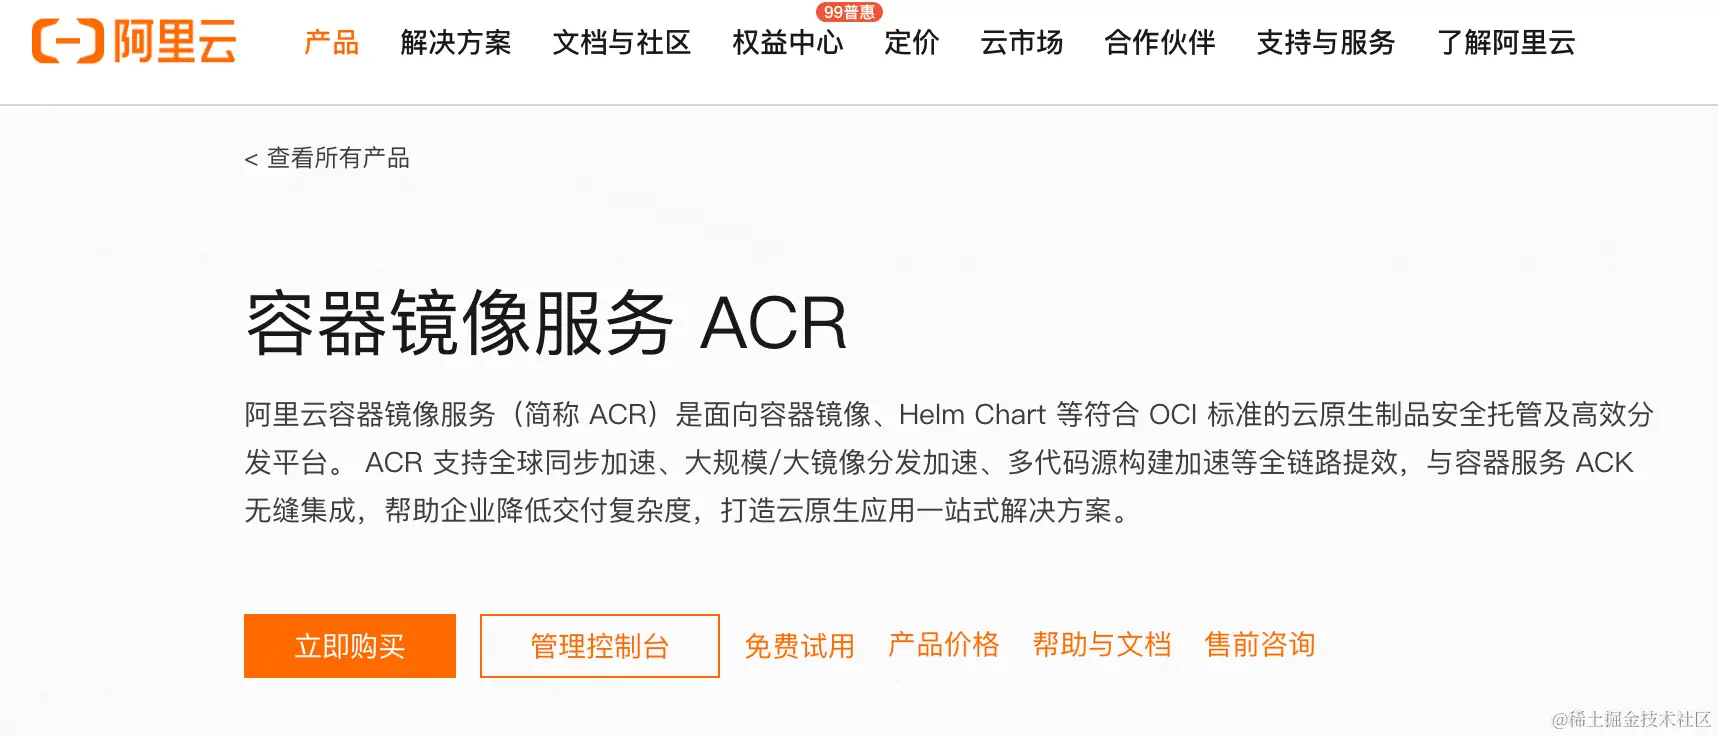 99普惠
阿里云 产品 解决方案 文档与社区 权益中心 定价 云市场 合作伙伴 支持与服务 了解阿里云
< 查看所有产品
容器镜像服务 ACR
阿里云容器镜像服务（简称 ACR）是面向容器镜像、Helm Chart 等符合 OCI 标准的云原生制品安全托管及高效分
发平台。 ACR 支持全球同步加速、大规模/大镜像分发加速、多代码源构建加速等全链路提效，与容器服务 ACK
无缝集成，帮助企业降低交付复杂度，打造云原生应用一站式解决方案。
立即购买 管理控制台 免费试用 产品价格 帮助与文档 售前咨询
@稀土掘金技术社区